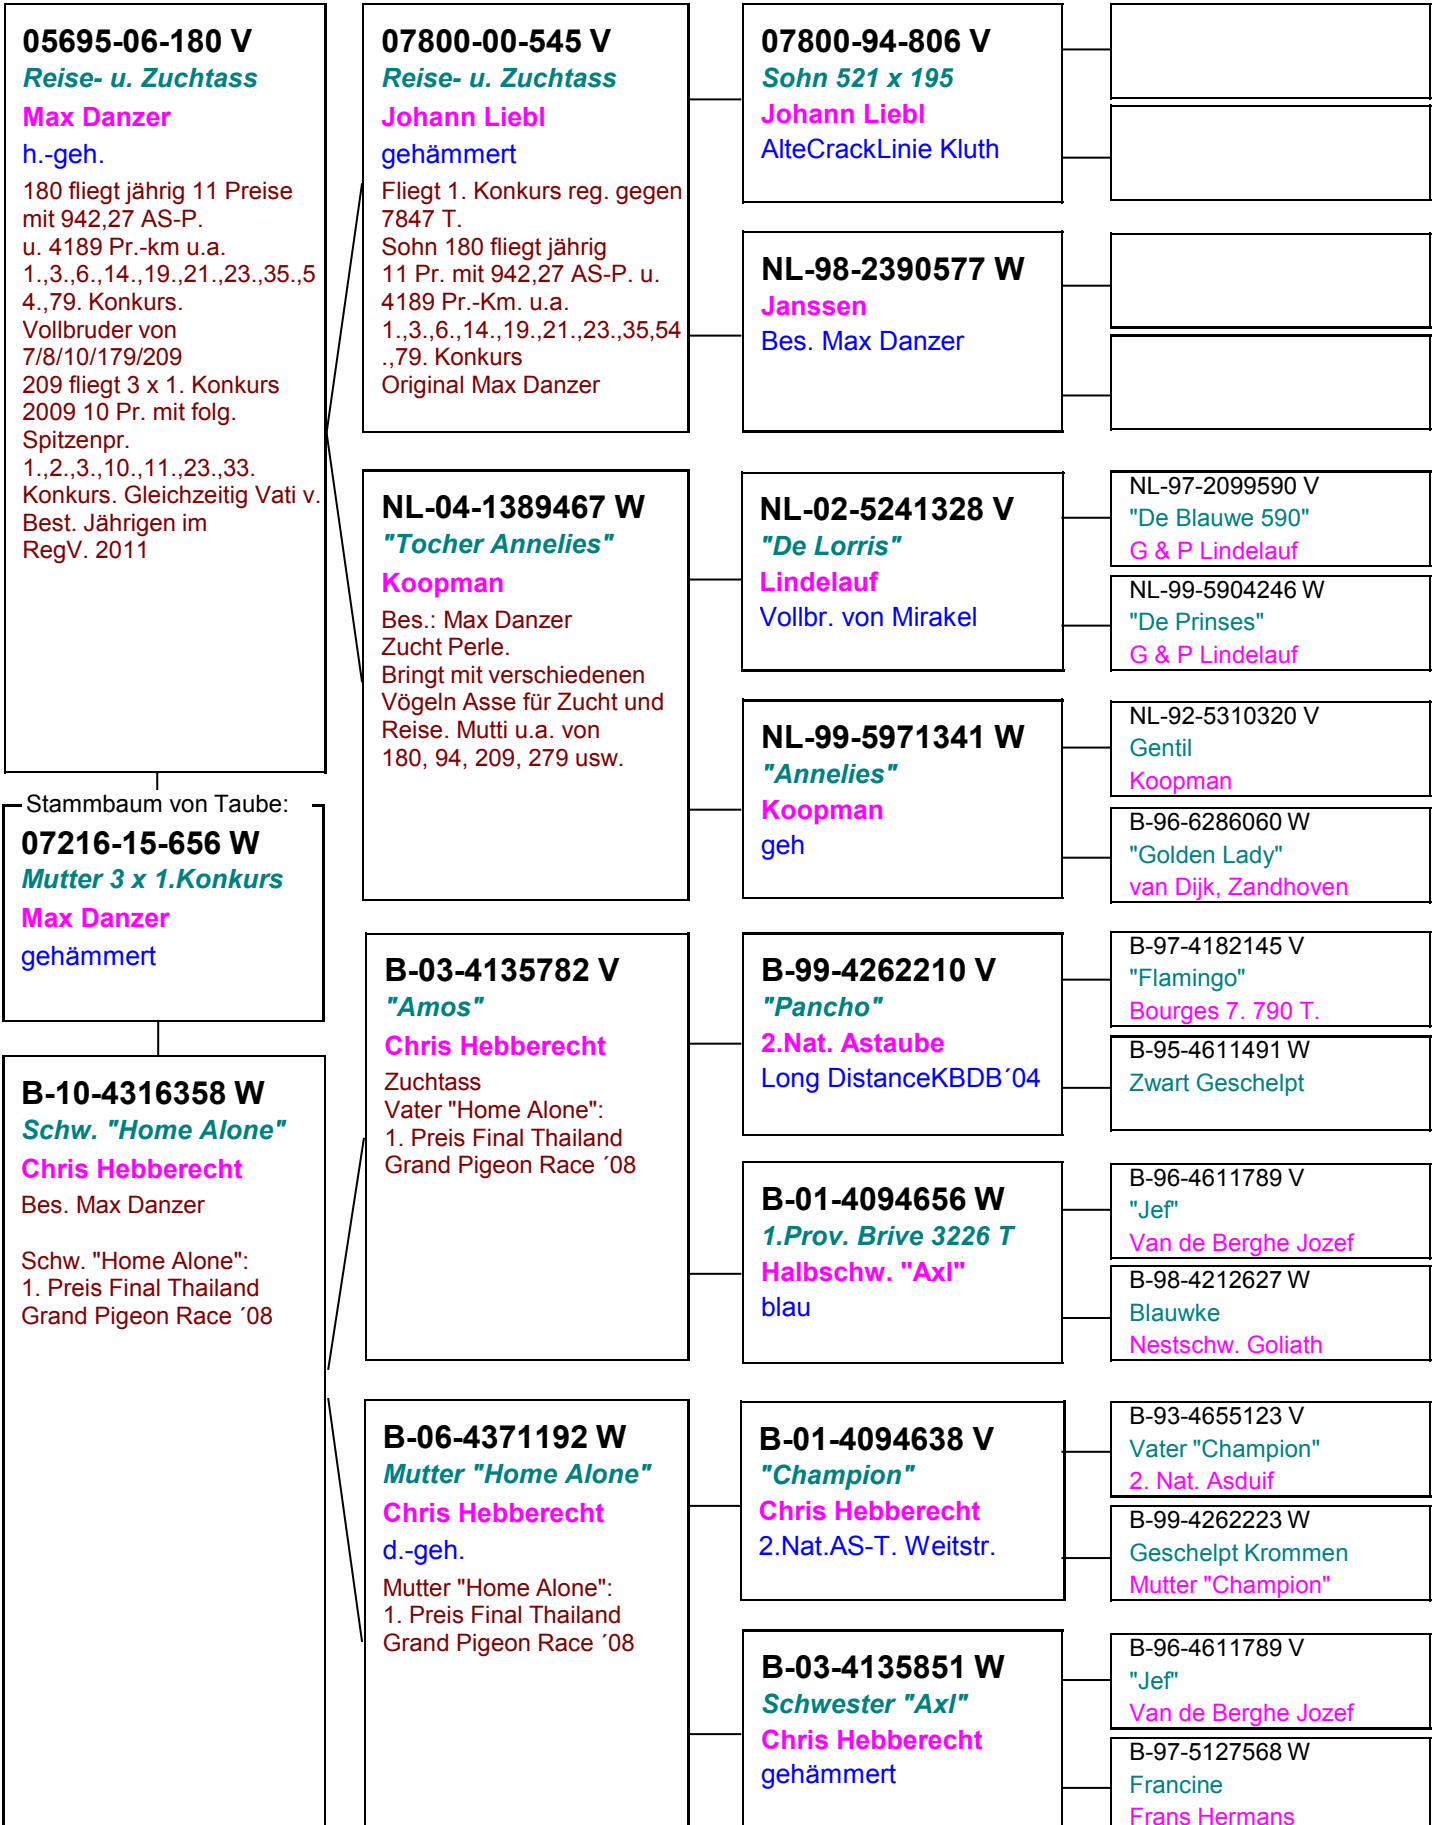 05695-06-180 V
Reise- u. Zuchtass
Max Danzer
h.-geh.
180 fliegt jährig 11 Preise
mit 942,27 AS-P.
u. 4189 Pr.-km u.a.
1.,3.,6.,14.,19.,21.,23.,35.,5
4.,79. Konkurs.
Vollbruder von
7/8/10/179/209
209 fliegt 3 x 1. Konkurs
2009 10 Pr. mit folg.
Spitzenpr.
1.,2.,3.,10.,11.,23.,33.
Konkurs. Gleichzeitig Vati v.
Best. Jährigen im
RegV. 2011
Stammbaum von Taube:
07216-15-656 W
Mutter 3 x 1.Konkurs
Max Danzer
gehämmert
B-10-4316358 W
Schw. "Home Alone"
Chris Hebberecht
Bes. Max Danzer
Schw. "Home Alone":
1. Preis Final Thailand
Grand Pigeon Race ´08
07800-00-545 V
Reise- u. Zuchtass
Johann Liebl
gehämmert
Fliegt 1. Konkurs reg. gegen
7847 T.
Sohn 180 fliegt jährig
11 Pr. mit 942,27 AS-P. u.
4189 Pr.-Km. u.a.
1.,3.,6.,14.,19.,21.,23.,35,54
.,79. Konkurs
Original Max Danzer
NL-04-1389467 W
"Tocher Annelies"
Koopman
Bes.: Max Danzer
Zucht Perle.
Bringt mit verschiedenen
Vögeln Asse für Zucht und
Reise. Mutti u.a. von
180, 94, 209, 279 usw.
B-03-4135782 V
"Amos"
Chris Hebberecht
Zuchtass
Vater "Home Alone":
1. Preis Final Thailand
Grand Pigeon Race ´08
B-06-4371192 W
Mutter "Home Alone"
Chris Hebberecht
d.-geh.
Mutter "Home Alone":
1. Preis Final Thailand
Grand Pigeon Race ´08
07800-94-806 V
Sohn 521 x 195
Johann Liebl
AlteCrackLinie Kluth
NL-98-2390577 W
Janssen
Bes. Max Danzer
NL-02-5241328 V
"De Lorris"
Lindelauf
Vollbr. von Mirakel
NL-99-5971341 W
"Annelies"
Koopman
geh
B-99-4262210 V
"Pancho"
2.Nat. Astaube
Long DistanceKBDB´04
B-01-4094656 W
1.Prov. Brive 3226 T
Halbschw. "Axl"
blau
B-01-4094638 V
"Champion"
Chris Hebberecht
2.Nat.AS-T. Weitstr.
B-03-4135851 W
Schwester "Axl"
Chris Hebberecht
gehämmert
NL-97-2099590 V
"De Blauwe 590"
G & P Lindelauf
NL-99-5904246 W
"De Prinses"
G & P Lindelauf
NL-92-5310320 V
Gentil
Koopman
B-96-6286060 W
"Golden Lady"
van Dijk, Zandhoven
B-97-4182145 V
"Flamingo"
Bourges 7. 790 T.
B-95-4611491 W
Zwart Geschelpt
B-96-4611789 V
"Jef"
Van de Berghe Jozef
B-98-4212627 W
Blauwke
Nestschw. Goliath
B-93-4655123 V
Vater "Champion"
2. Nat. Asduif
B-99-4262223 W
Geschelpt Krommen
Mutter "Champion"
B-96-4611789 V
"Jef"
Van de Berghe Jozef
B-97-5127568 W
Francine
Frans Hermans